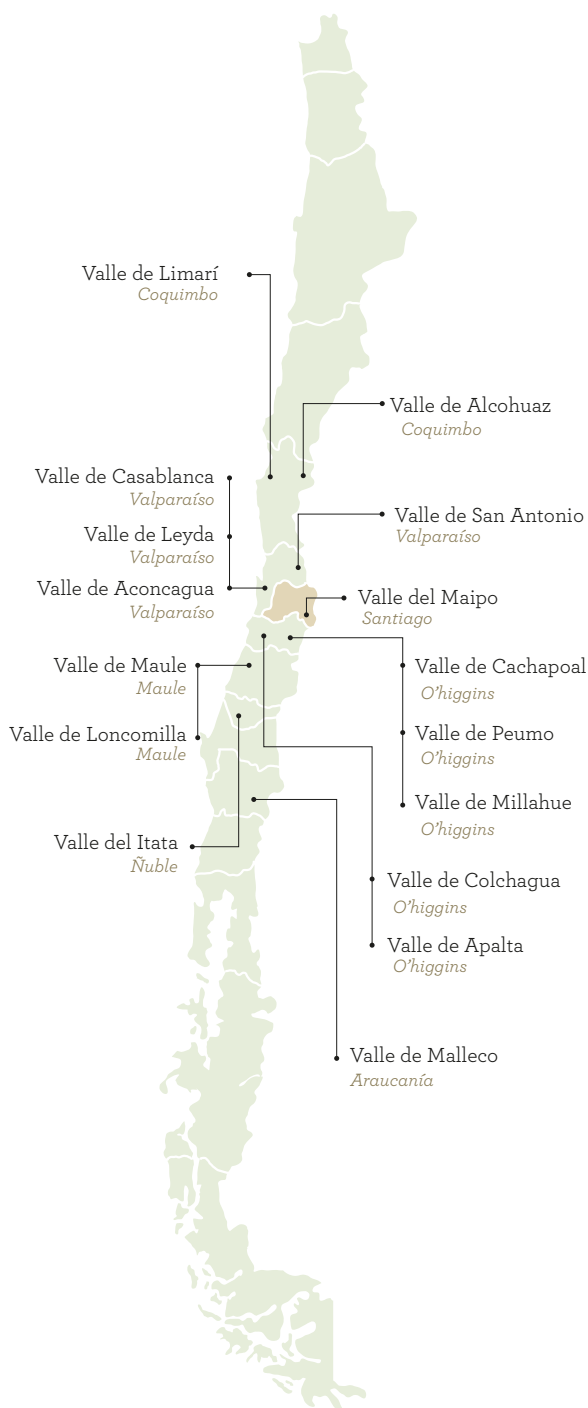 Valle de Limarí
Coquimbo
Valle de Alcohuaz
Coquimbo
Valle de Casablanca
Valparaíso
Valle de Leyda
Valparaíso
Valle de Aconcagua
Valparaíso
Valle de San Antonio
Valparaíso
Valle del Maipo
Santiago
Valle de Maule
Maule
Valle de Loncomilla
Maule
Valle de Cachapoal
O'higgins
Valle de Peumo
O'higgins
Valle de Millahue
O'higgins
Valle del Itata
Ñuble
Valle de Colchagua
O'higgins
Valle de Apalta
O'higgins
Valle de Malleco
Araucanía